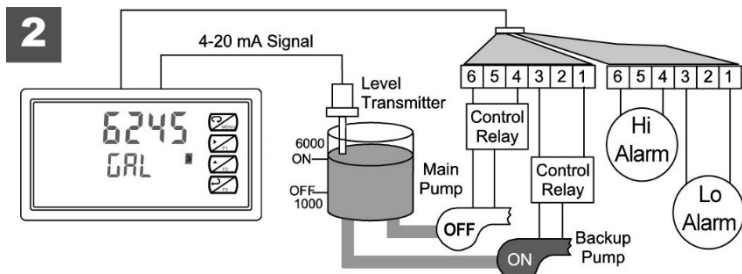 2
4-20 mA Signal
6245
GAL
Level
Transmitter
6000
ON
OFF
1000
Main
Pump
OFF
6 5 4 3 2 1
Control
Relay
Control
Relay
ON
Backup
Pump
6 5 4 3 2 1
Hi
Alarm
Lo
Alarm